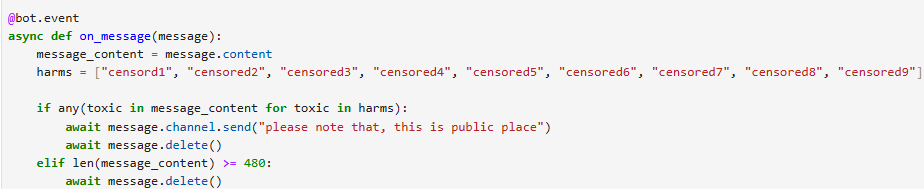 @bot.event
async def on_message(message):
    message_content = message.content
    harms = ["censord1", "censored2", "censored3", "censored4", "censored5", "censored6", "censored7", "censored8", "censored9"]
    if any(toxic in message_content for toxic in harms):
        await message.channel.send("please note that, this is public place")
        await message.delete()
    elif len(message_content) >= 480:
        await message.delete()